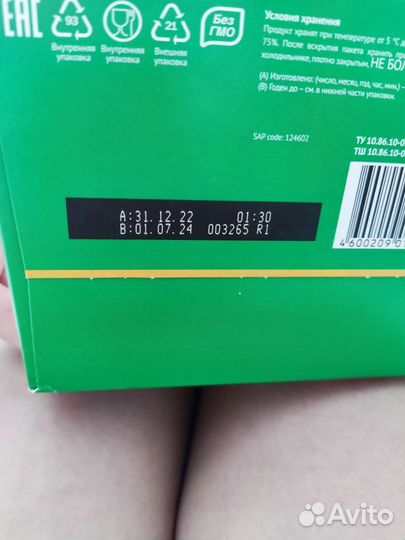 EAC
93
21
Без
ГМО
Внутренняя
упаковка
Внутренняя
упаковка
Внешняя
упаковка
Условия хранения
Продукт хранят при температуре от 5 °C
75%. После вскрытия пакета хранить
холодильнике, плотно закрытым, НЕ БОЛ
(А) Изготовлено: (число, месяц, год, час, мин.) –
(В) Годен до – см. в нижней части упаковки.
SAP code: 124602
ТУ 10.86.10-0
ТШ 10.86.10-0
A:31.12.22 01:30
B:01.07.24 003265 R1
4 600209 01
Avito